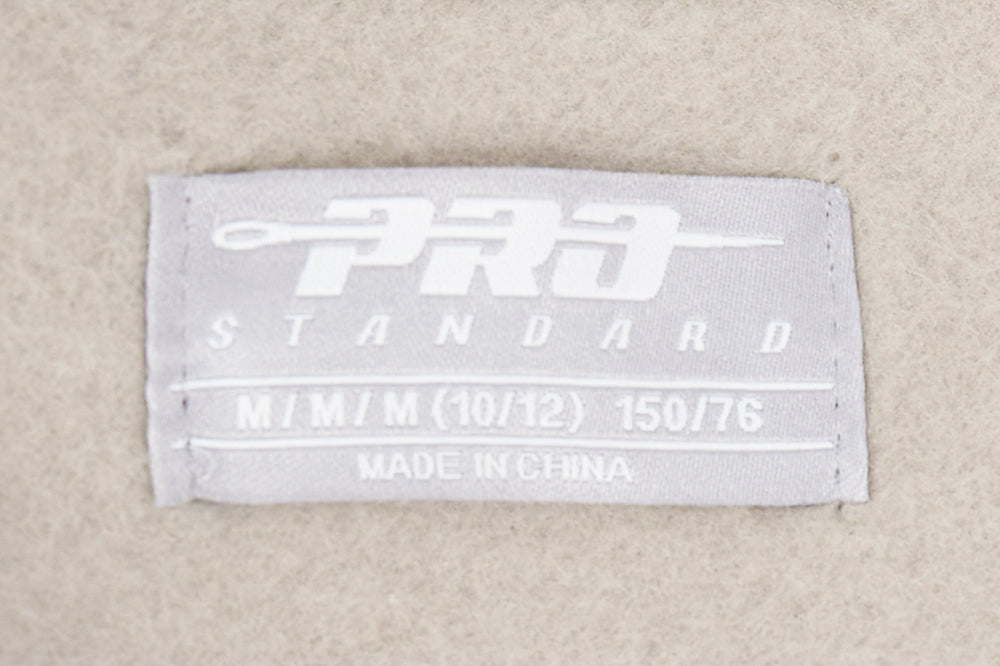 PRO
STANDARD
M / M / M (10/12) 150/76
MADE IN CHINA